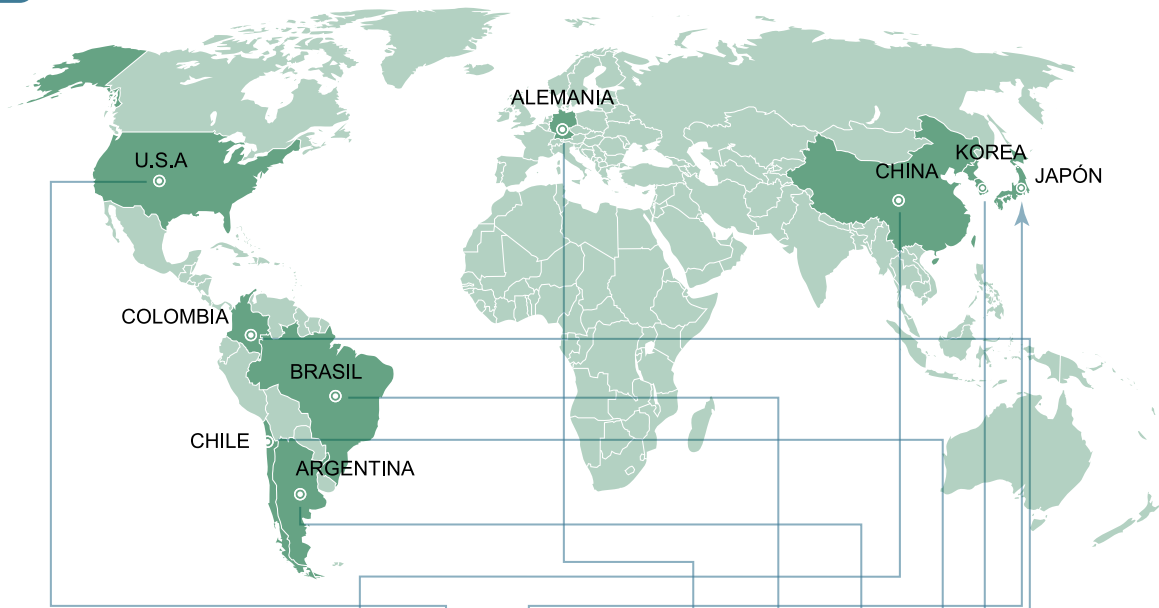 ALEMANIA
U.S.A
KOREA
CHINA
JAPÓN
COLOMBIA
BRASIL
CHILE
ARGENTINA